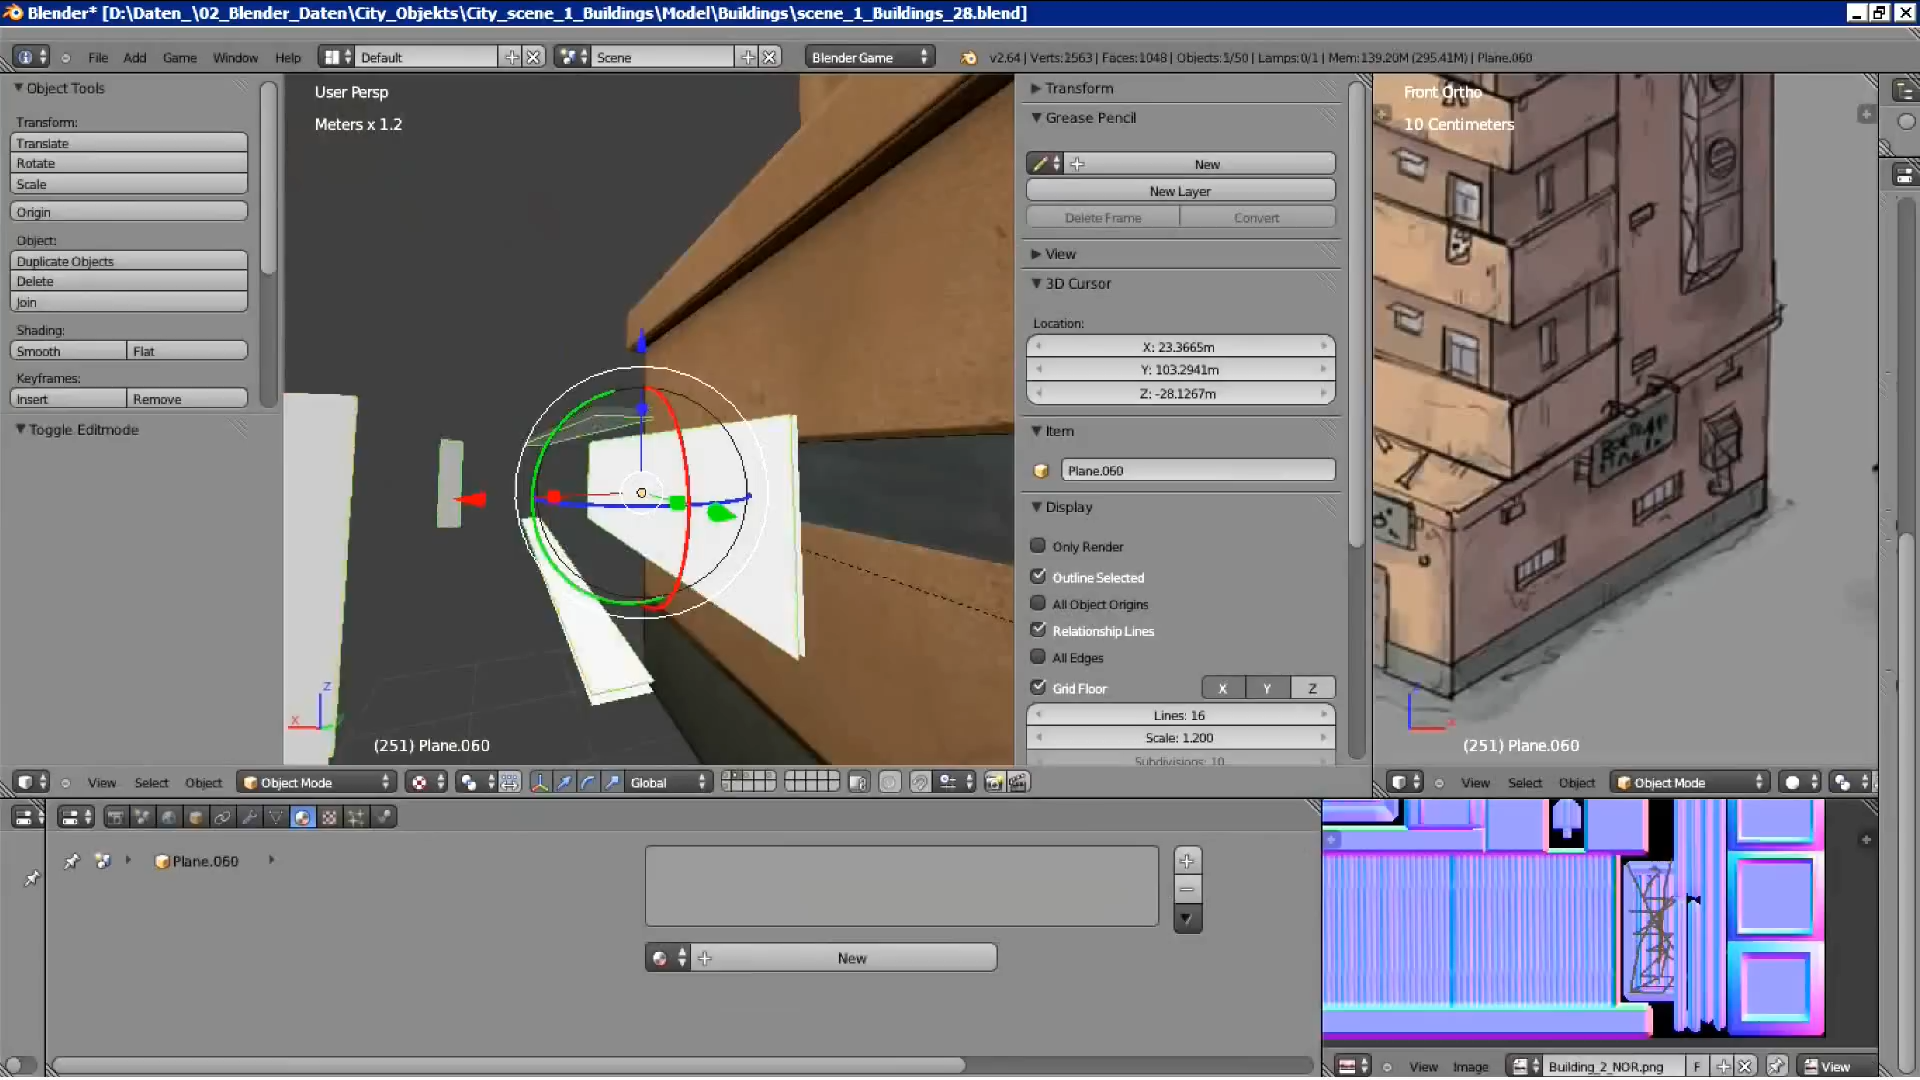 Blender* [D:\Daten_\02_Blender_Daten\City_Objekts\City_scene_1_Buildings\Model\Buildings\scene_1_Buildings_28.blend]
File Add Game Window Help Default Scene Blender Game v2.64 | Verts:2563 | Faces:1048 | Objects:1/50 | Lamps:0/1 | Mem:139.20M (295.41M) | Plane.060
Object Tools
Transform:
Translate
Rotate
Scale
Origin
Object:
Duplicate Objects
Delete
Join
Shading:
Smooth Flat
Keyframes:
Insert Remove
Toggle Editmode
User Persp
Meters x 1.2
Z
X
(251) Plane.060
Transform
Grease Pencil
New
New Layer
Delete Frame Convert
View
3D Cursor
Location:
X: 23.3665m
Y: 103.2941m
Z: -28.1267m
Item
Plane.060
Display
Only Render
Outline Selected
All Object Origins
Relationship Lines
All Edges
Grid Floor X Y Z
Lines: 16
Scale: 1.200
Subdivisions: 10
Front Ortho
10 Centimeters
(251) Plane.060
View Select Object Object Mode Global
View Select Object Object Mode
Plane.060
New
View Image Building_2_NOR.png F View